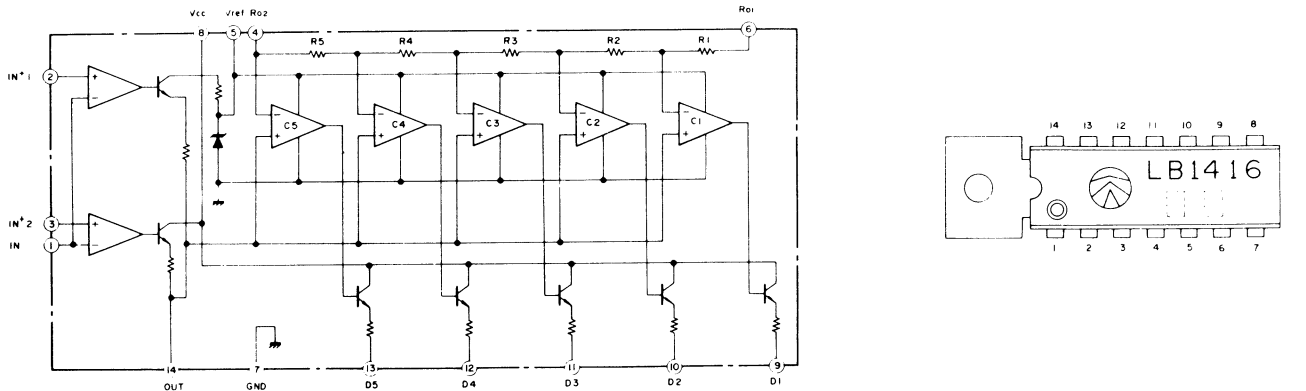 Vcc Vref Ro2 Ro1
8 5 4 6
R5 R4 R3 R2 R1
IN+1 2
+
-
C5 C4 C3 C2 C1
- + - + - + - + - +
IN+2 3
+
IN 1
-
14 7 13 12 11 10 9
OUT GND D5 D4 D3 D2 D1
14 13 12 11 10 9 8
LB1416
1 2 3 4 5 6 7